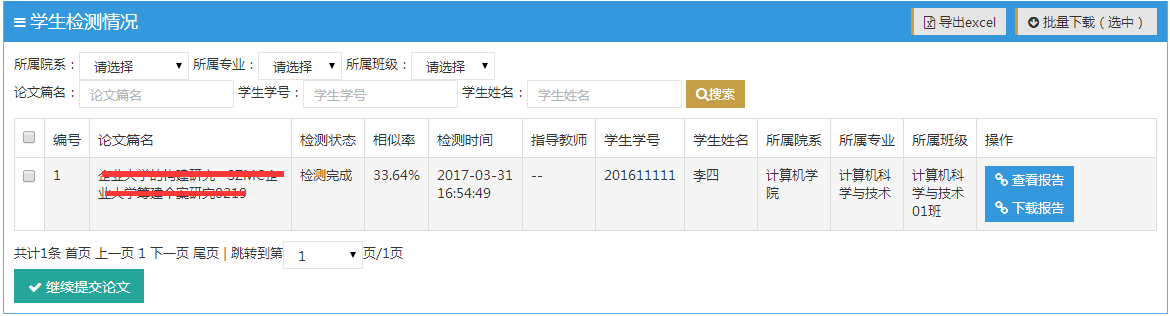 学生检测情况 导出excel 批量下载（选中）
所属院系： 请选择 所属专业： 请选择 所属班级： 请选择
论文篇名： 论文篇名 学生学号： 学生学号 学生姓名： 学生姓名 搜索
编号 论文篇名 检测状态 相似率 检测时间 指导教师 学生学号 学生姓名 所属院系 所属专业 所属班级 操作
1 检测完成 33.64% 2017-03-31 -- 201611111 李四 计算机学 计算机科 计算机科 查看报告
16:54:49 院 学与技术 学与技术
01班 下载报告
共计1条 首页 上一页 1 下一页 尾页 | 跳转到第 1 页/1页
继续提交论文